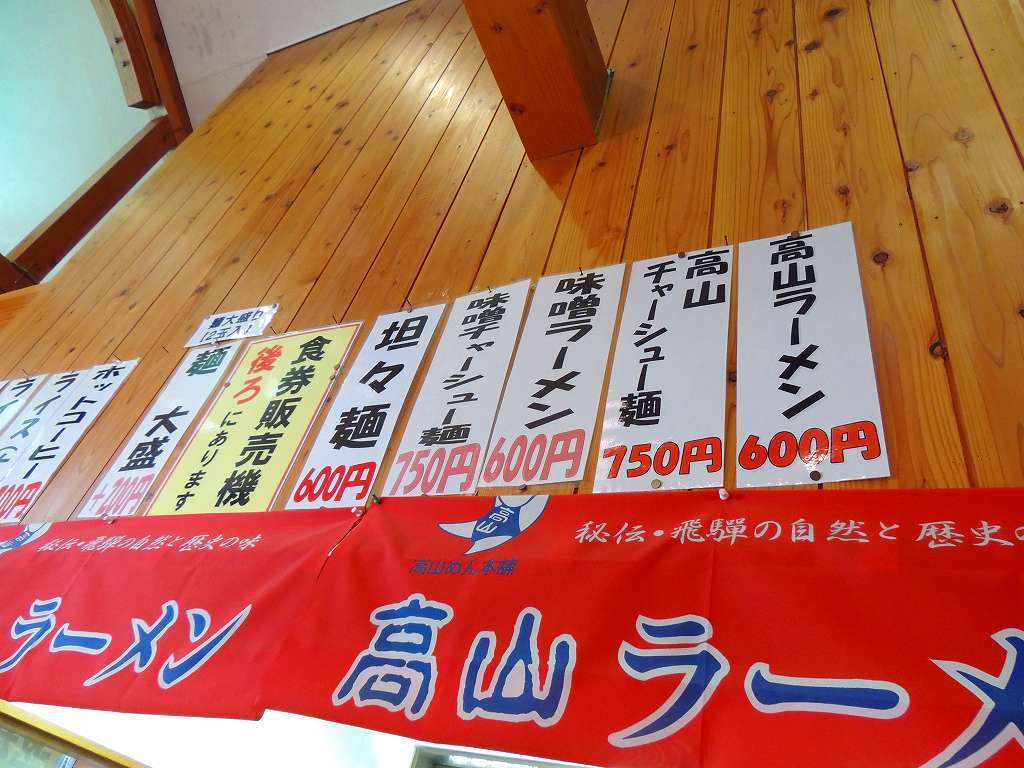 高山ラーメン
600円
高山
チャーシュー麺
750円
味噌ラーメン
600円
味噌チャーシュー麺
750円
坦々麺
600円
食券販売機
後ろにあります
麺 大盛
+200円
ホットコーヒー
ライス
秘伝・飛騨の自然と歴史の味
ラーメン
高山
高山めん本舗
秘伝・飛騨の自然と歴史の
高山ラーメ